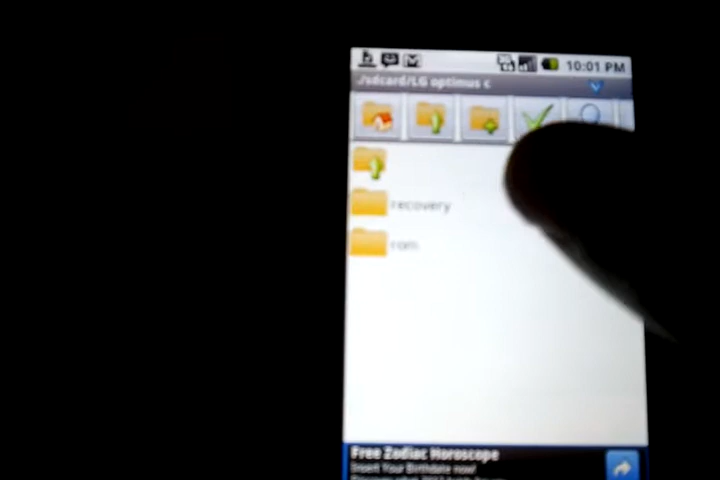 10:01 PM
/sdcard/LG optimus c
recovery
rom
Free Zodiac Horoscope
Insert Your Birthdate now!